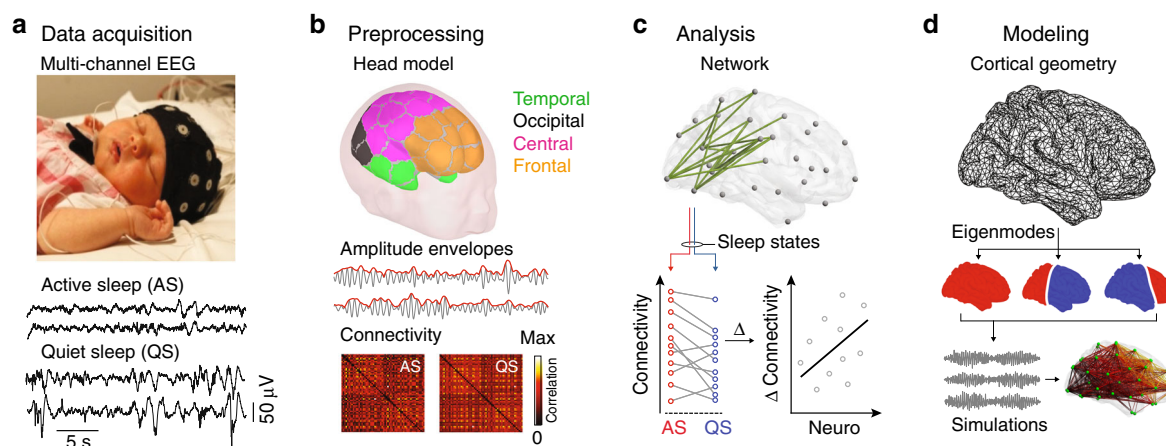 a Data acquisition
Multi-channel EEG
Active sleep (AS)
Quiet sleep (QS)
50 µV
5 s
b Preprocessing
Head model
Temporal
Occipital
Central
Frontal
Amplitude envelopes
Connectivity
Max
AS
QS
Correlation
0
c Analysis
Network
Sleep states
Connectivity
AS
QS
Δ
Δ Connectivity
Neuro
d Modeling
Cortical geometry
Eigenmodes
Simulations